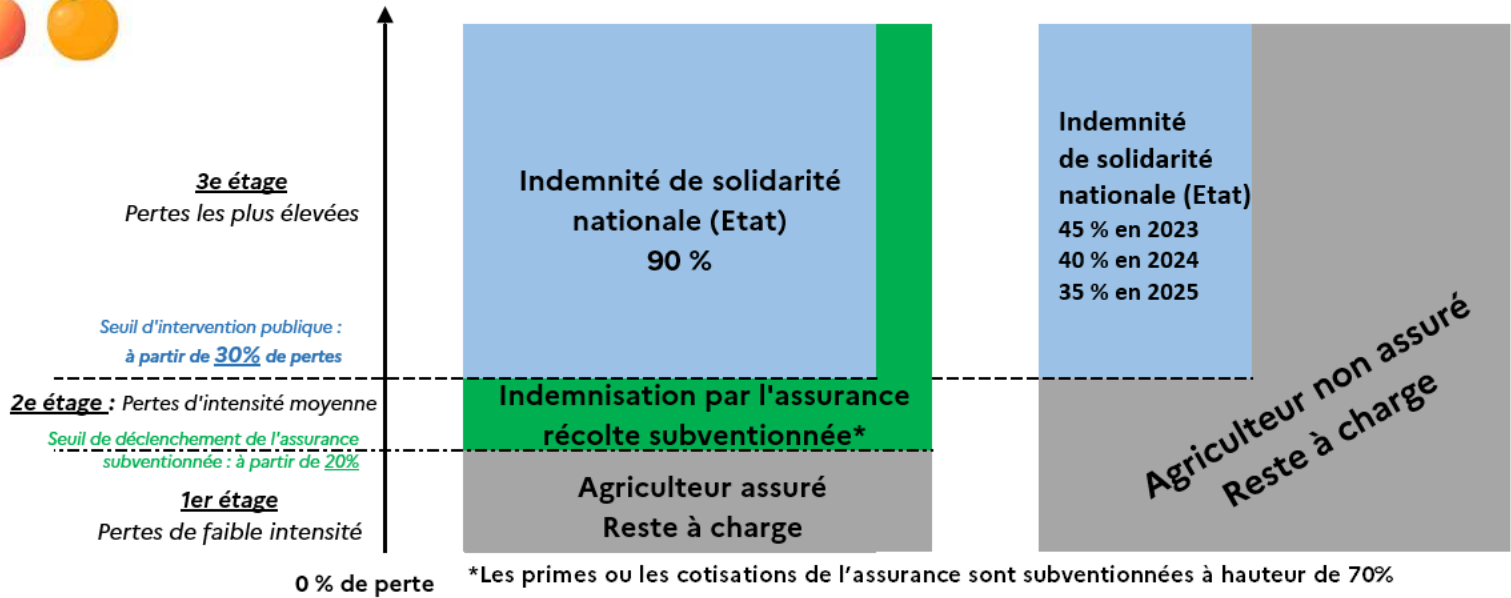 3e étage
Pertes les plus élevées
Seuil d'intervention publique :
à partir de 30% de pertes
2e étage : Pertes d'intensité moyenne
Seuil de déclenchement de l'assurance
subventionnée : à partir de 20%
1er étage
Pertes de faible intensité
0 % de perte
Indemnité de solidarité
nationale (Etat)
90 %
Indemnisation par l'assurance
récolte subventionnée*
Agriculteur assuré
Reste à charge
Indemnité
de solidarité
nationale (Etat)
45 % en 2023
40 % en 2024
35 % en 2025
Agriculteur non assuré
Reste à charge
*Les primes ou les cotisations de l'assurance sont subventionnées à hauteur de 70%